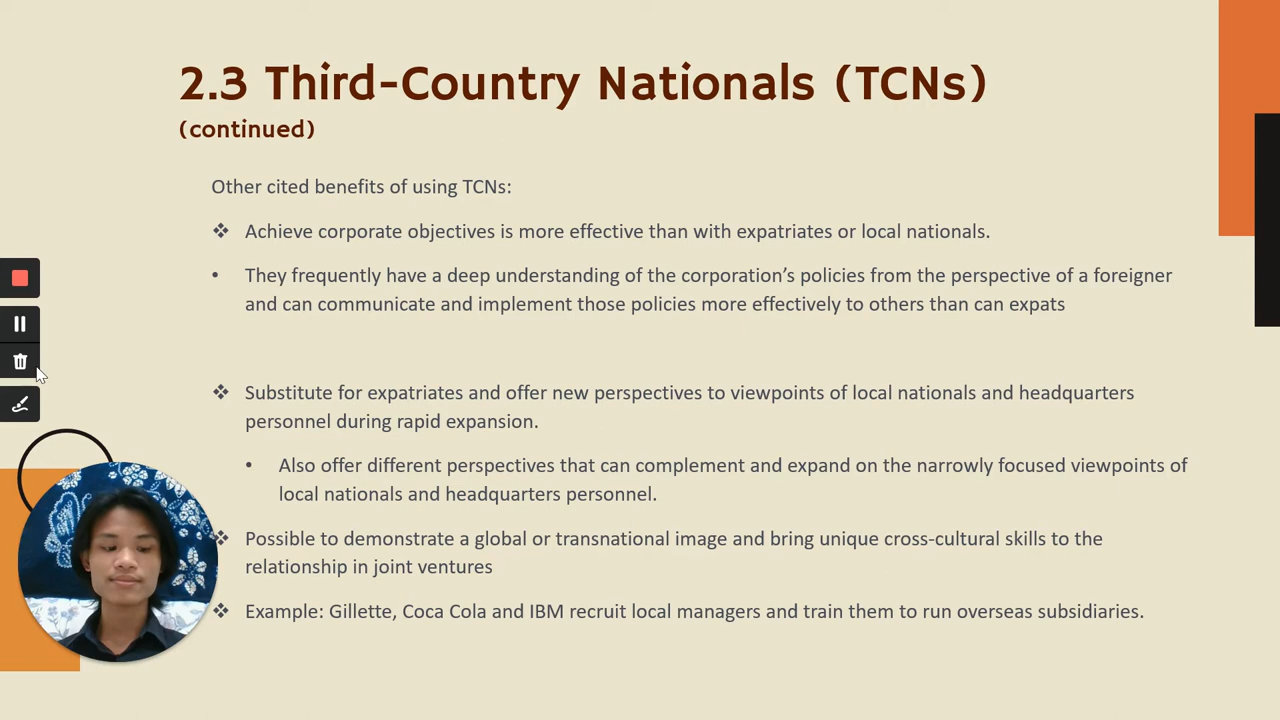 2.3 Third-Country Nationals (TCNs)
(continued)
Other cited benefits of using TCNs:
❖ Achieve corporate objectives is more effective than with expatriates or local nationals.
• They frequently have a deep understanding of the corporation’s policies from the perspective of a foreigner
and can communicate and implement those policies more effectively to others than can expats
❖ Substitute for expatriates and offer new perspectives to viewpoints of local nationals and headquarters
personnel during rapid expansion.
• Also offer different perspectives that can complement and expand on the narrowly focused viewpoints of
local nationals and headquarters personnel.
❖ Possible to demonstrate a global or transnational image and bring unique cross-cultural skills to the
relationship in joint ventures
❖ Example: Gillette, Coca Cola and IBM recruit local managers and train them to run overseas subsidiaries.